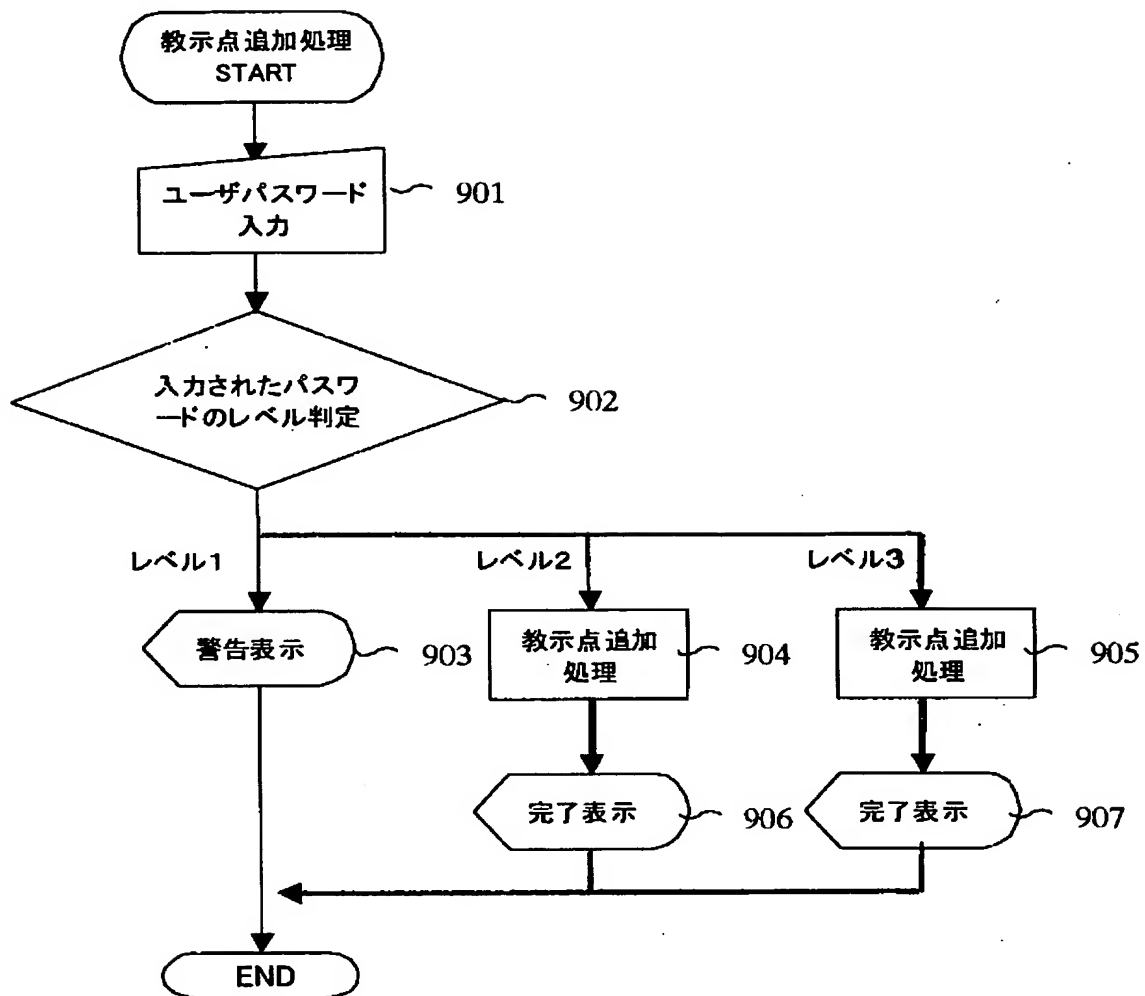 教示点追加処理
START
ユーザパスワード
入力
901
入力されたパスワ
ードのレベル判定
902
レベル1
レベル2
レベル3
警告表示
903
教示点追加
処理
904
教示点追加
処理
905
完了表示
906
完了表示
907
END